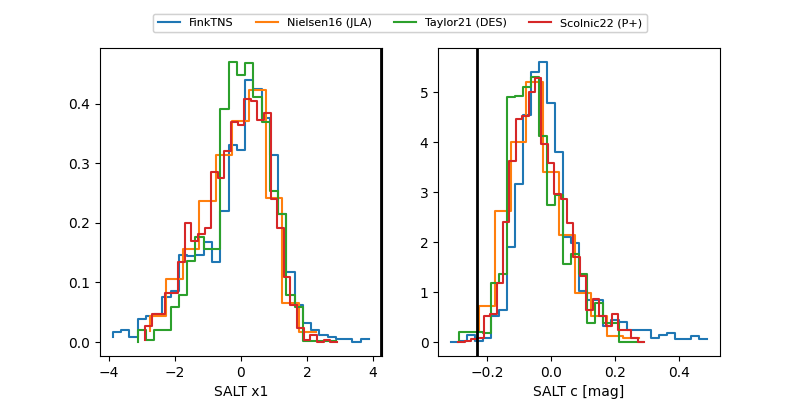 FinkTNS Nielsen16 (JLA) Taylor21 (DES) Scolnic22 (P+)
0.4
0.3
0.2
0.1
0.0
−4 −2 0 2 4
SALT x1
5
4
3
2
1
0
−0.2 0.0 0.2 0.4
SALT c [mag]